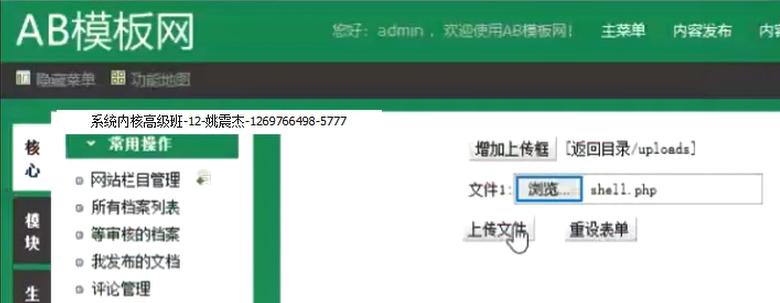 AB模板网
您好：admin ，欢迎使用AB模板网！ 主菜单 内容发布 内容
隐藏菜单 功能地图
系统内核高级班-12-姚震杰-1269766498-5777
核心
常用操作
网站栏目管理
所有档案列表
等审核的档案
我发布的文档
评论管理
模块
生
增加上传框 [返回目录/uploads]
文件1: 浏览... shell.php
上传文件 重设表单